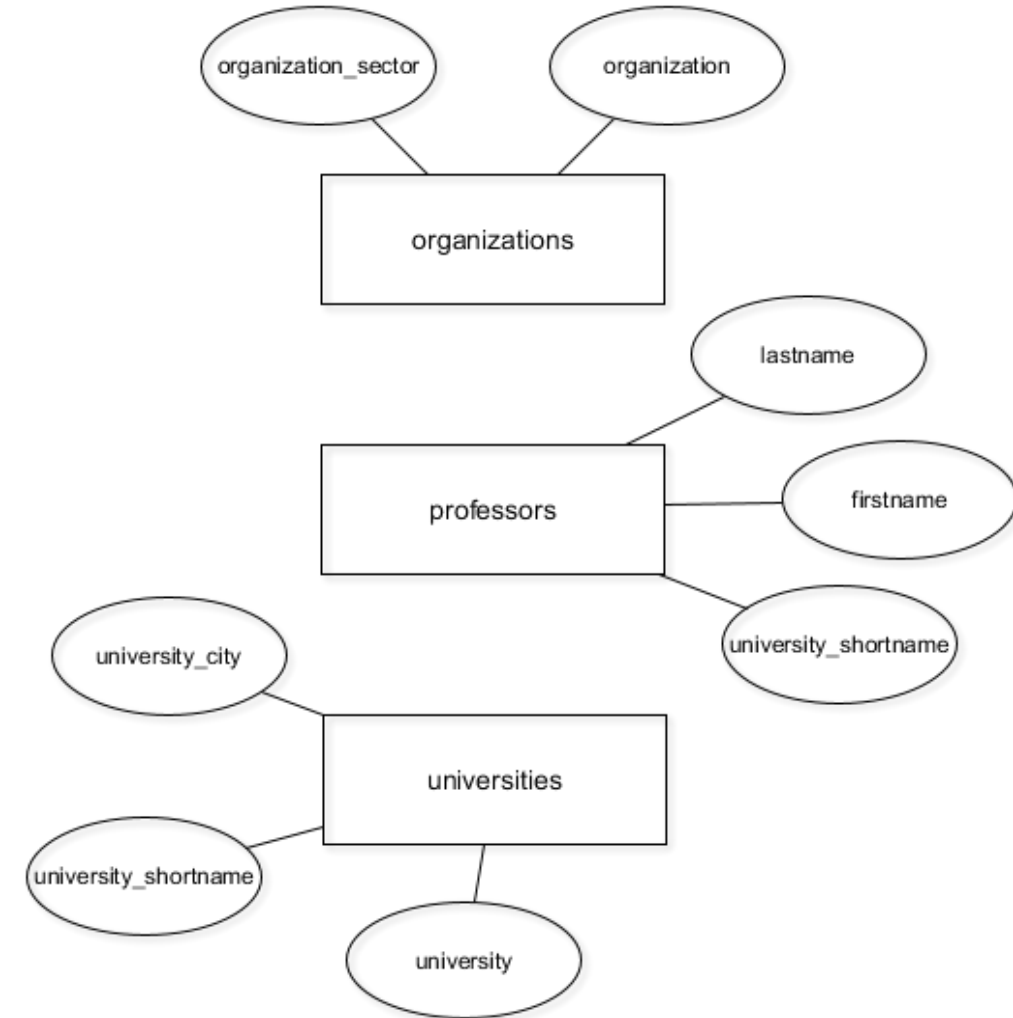 organization_sector
organization
organizations
lastname
professors
firstname
university_shortname
university_city
universities
university_shortname
university